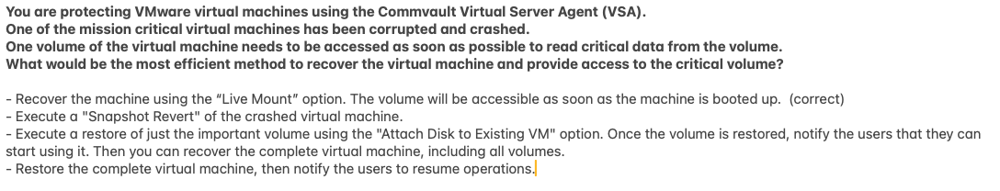 You are protecting VMware virtual machines using the Commvault Virtual Server Agent (VSA).
One of the mission critical virtual machines has been corrupted and crashed.
One volume of the virtual machine needs to be accessed as soon as possible to read critical data from the volume.
What would be the most efficient method to recover the virtual machine and provide access to the critical volume?
- Recover the machine using the “Live Mount” option. The volume will be accessible as soon as the machine is booted up.  (correct)
- Execute a "Snapshot Revert" of the crashed virtual machine.
- Execute a restore of just the important volume using the "Attach Disk to Existing VM" option. Once the volume is restored, notify the users that they can
start using it. Then you can recover the complete virtual machine, including all volumes.
- Restore the complete virtual machine, then notify the users to resume operations.